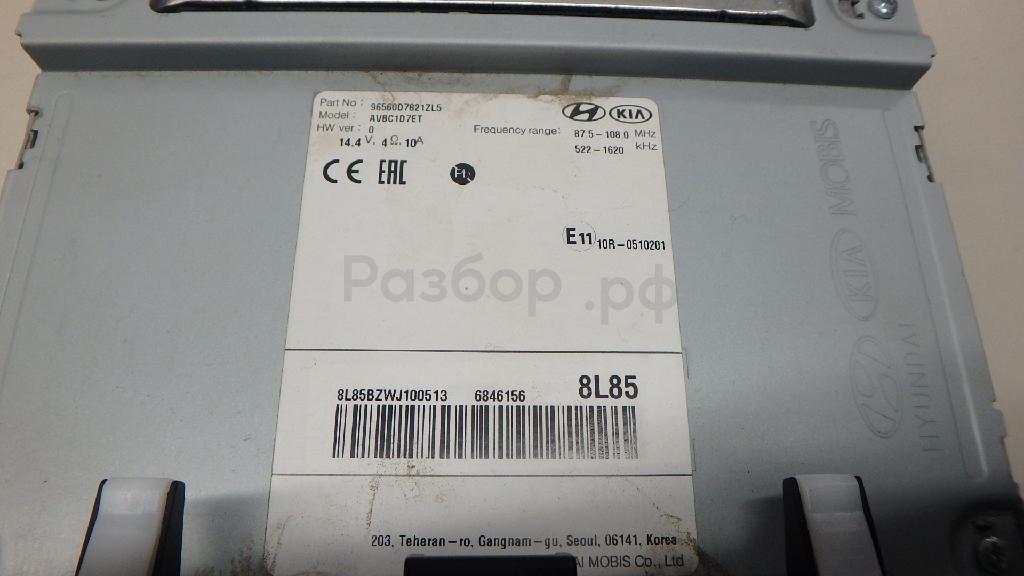 Part No : 96560D7821ZL5
Model : AVBC1D7ET
HW ver : 0
14.4 V, 4 Ω, 10A
KIA
Frequency range: 87.5 - 108.0 MHz
522 - 1620 kHz
CE EAC
E11 10R - 0510201
Разбор .рф
8L85BZWJ100513 6846156 8L85
203, Teheran - ro, Gangnam - gu, Seoul, 06141, Korea
MOBIS Co., Ltd
HYUNDAI
KIA MOBIS